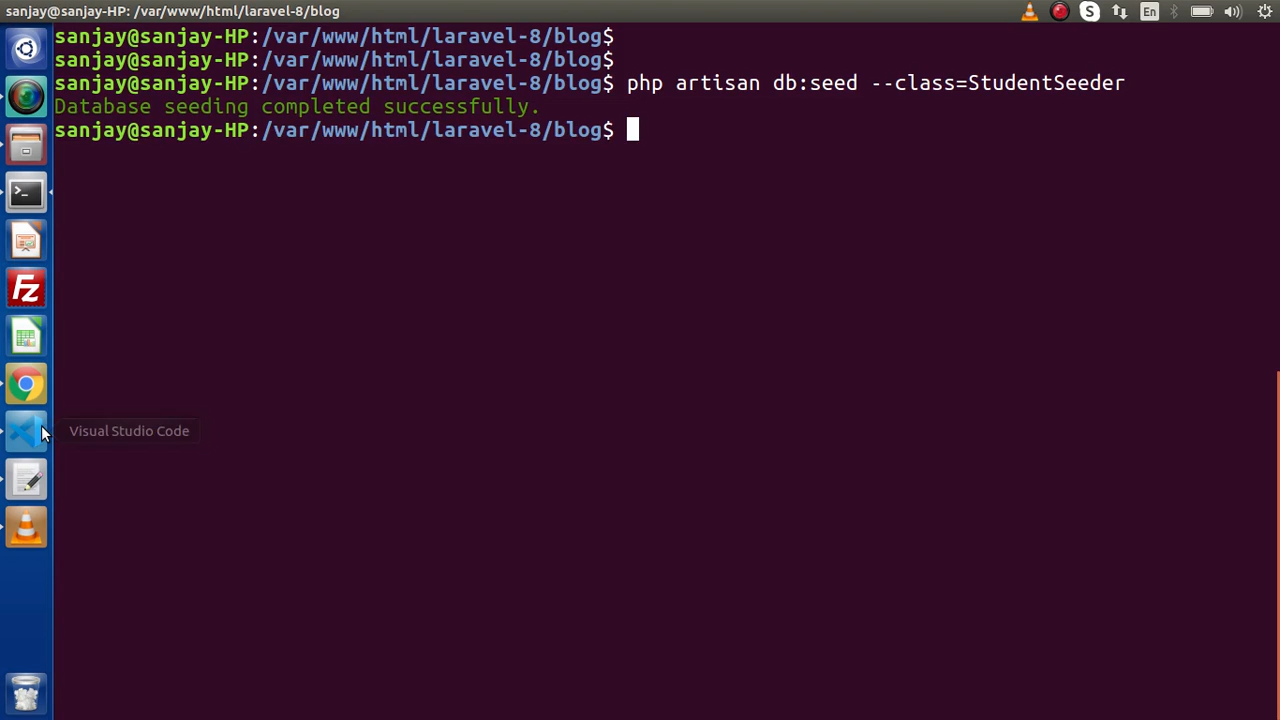 sanjay@sanjay-HP: /var/www/html/laravel-8/blog
S
En
sanjay@sanjay-HP:/var/www/html/laravel-8/blog$
sanjay@sanjay-HP:/var/www/html/laravel-8/blog$
sanjay@sanjay-HP:/var/www/html/laravel-8/blog$ php artisan db:seed --class=StudentSeeder
Database seeding completed successfully.
sanjay@sanjay-HP:/var/www/html/laravel-8/blog$
>_
Fz
Visual Studio Code